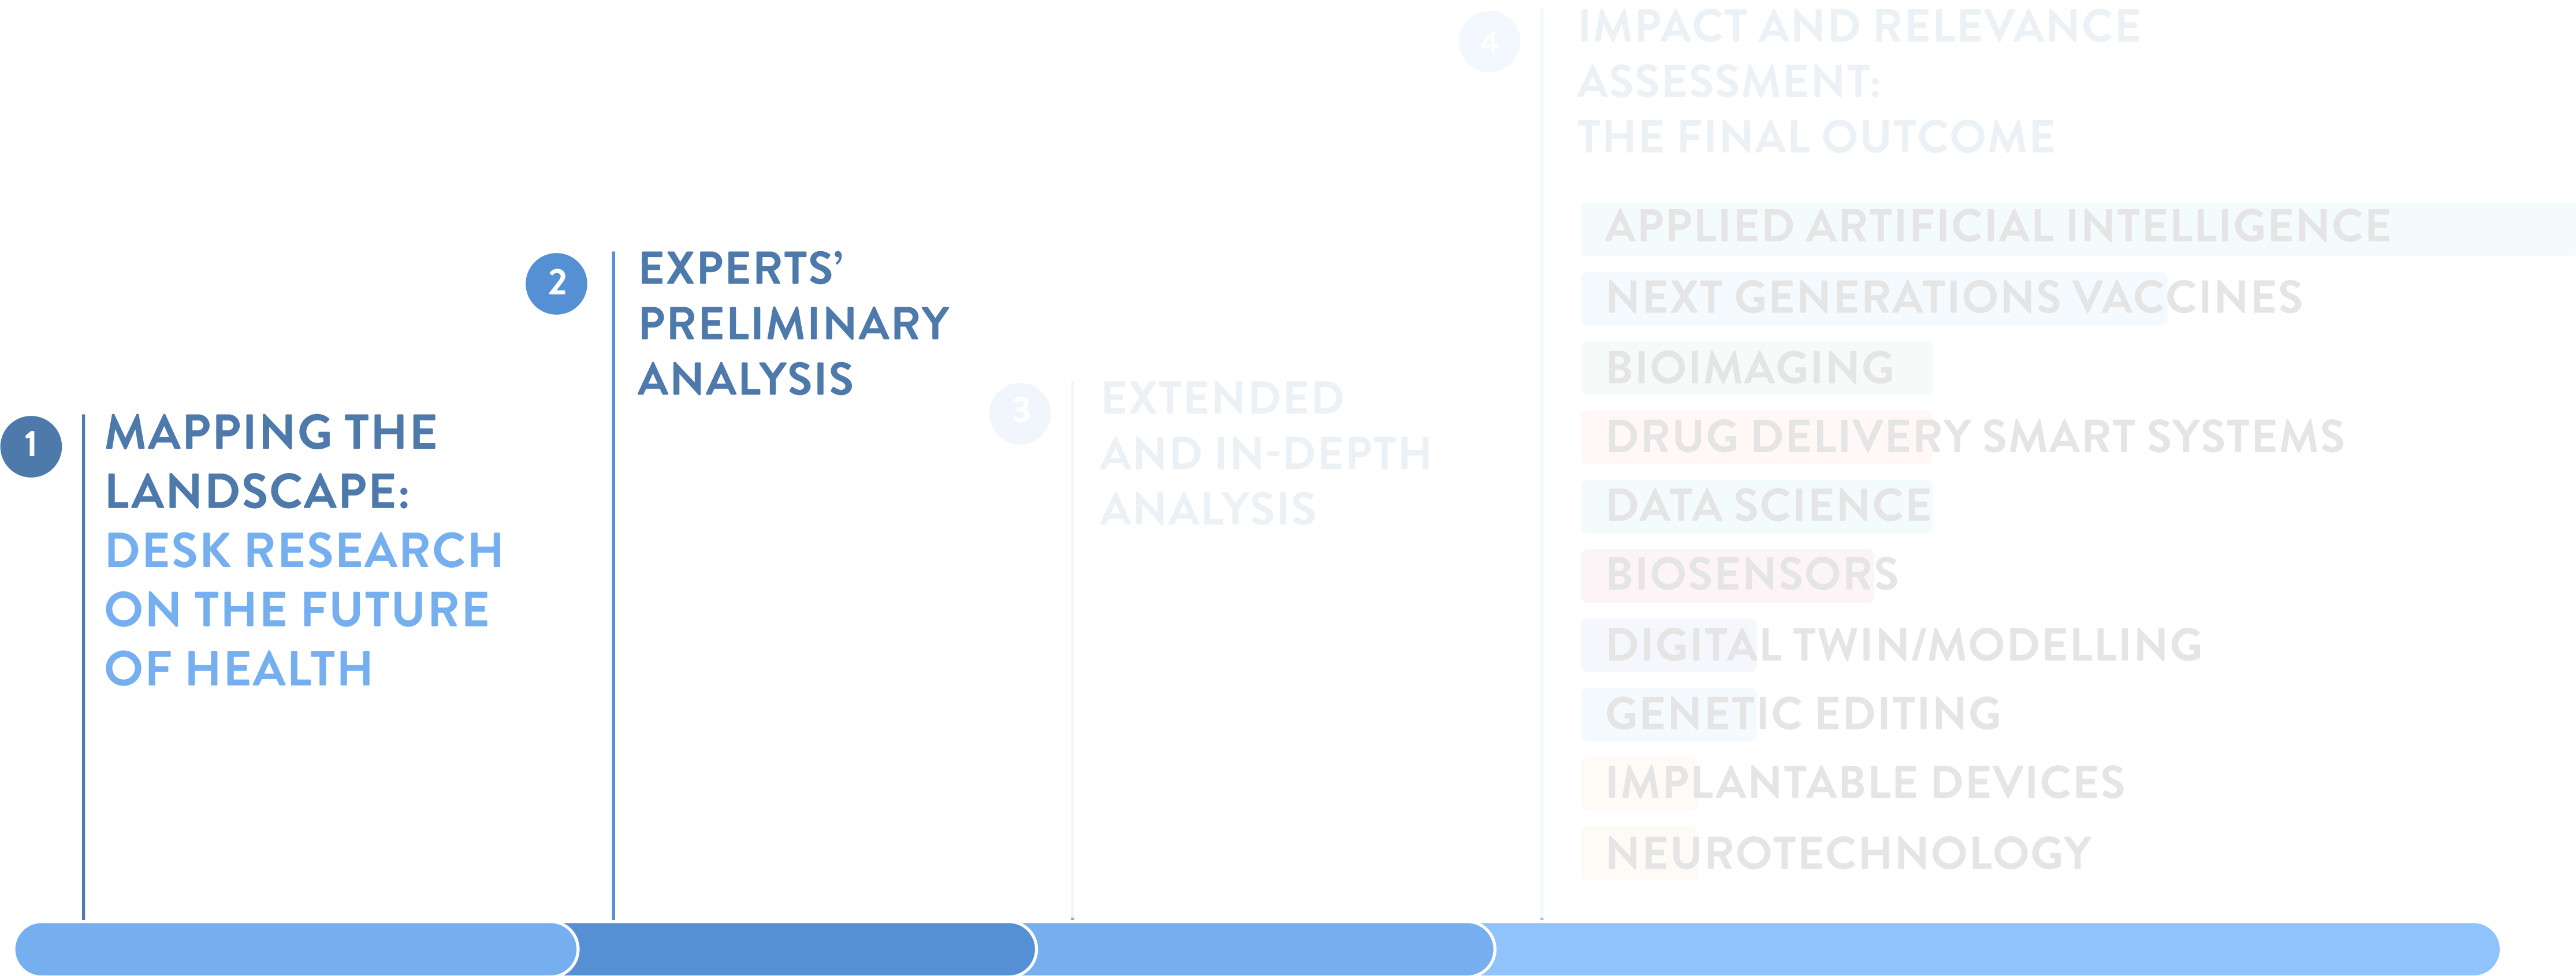 1
MAPPING THE
LANDSCAPE:
DESK RESEARCH
ON THE FUTURE
OF HEALTH
2
EXPERTS’
PRELIMINARY
ANALYSIS
3
EXTENDED
AND IN-DEPTH
ANALYSIS
4
IMPACT AND RELEVANCE
ASSESSMENT:
THE FINAL OUTCOME
APPLIED ARTIFICIAL INTELLIGENCE
NEXT GENERATIONS VACCINES
BIOIMAGING
DRUG DELIVERY SMART SYSTEMS
DATA SCIENCE
BIOSENSORS
DIGITAL TWIN/MODELLING
GENETIC EDITING
IMPLANTABLE DEVICES
NEUROTECHNOLOGY